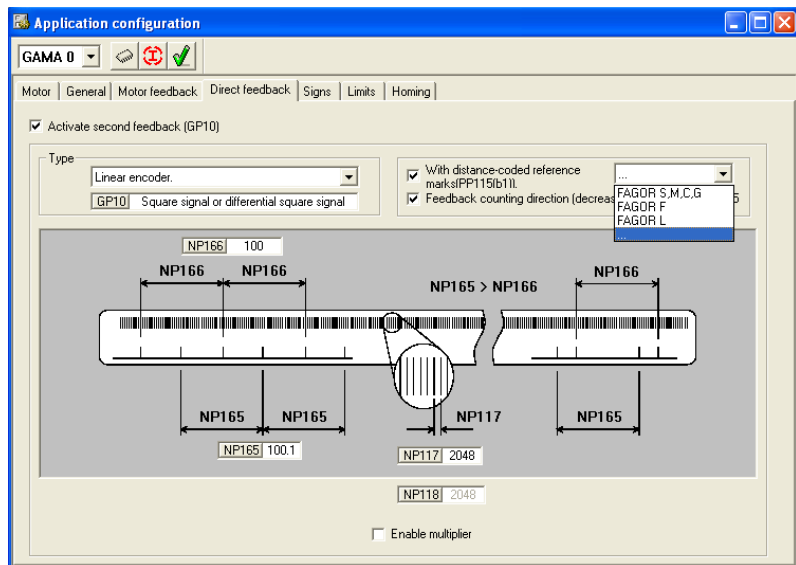 Application configuration
GAMA 0
Motor General Motor feedback Direct feedback Signs Limits Homing
Activate second feedback (GP10)
Type
Linear encoder.
GP10 Square signal or differential square signal
With distance-coded reference
marks[PP115(b1)].
...
Feedback counting direction (decreas
5
FAGOR S,M,C,G
FAGOR F
FAGOR L
...
NP166 100
NP166 NP166
NP165 > NP166
NP166
NP165 NP165
NP117
NP165
NP165 100.1
NP117 2048
NP118 2048
Enable multiplier